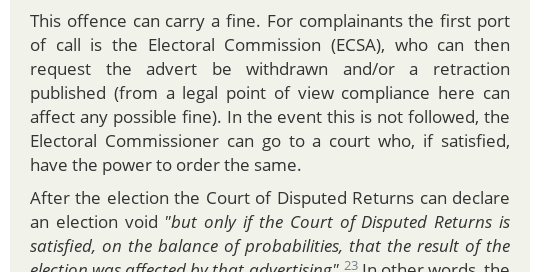 This offence can carry a fine. For complainants the first port
of call is the Electoral Commission (ECSA), who can then
request the advert be withdrawn and/or a retraction
published (from a legal point of view compliance here can
affect any possible fine). In the event this is not followed, the
Electoral Commissioner can go to a court who, if satisfied,
have the power to order the same.
After the election the Court of Disputed Returns can declare
an election void "but only if the Court of Disputed Returns is
satisfied, on the balance of probabilities, that the result of the
election was affected by that advertising". 23 In other words, the